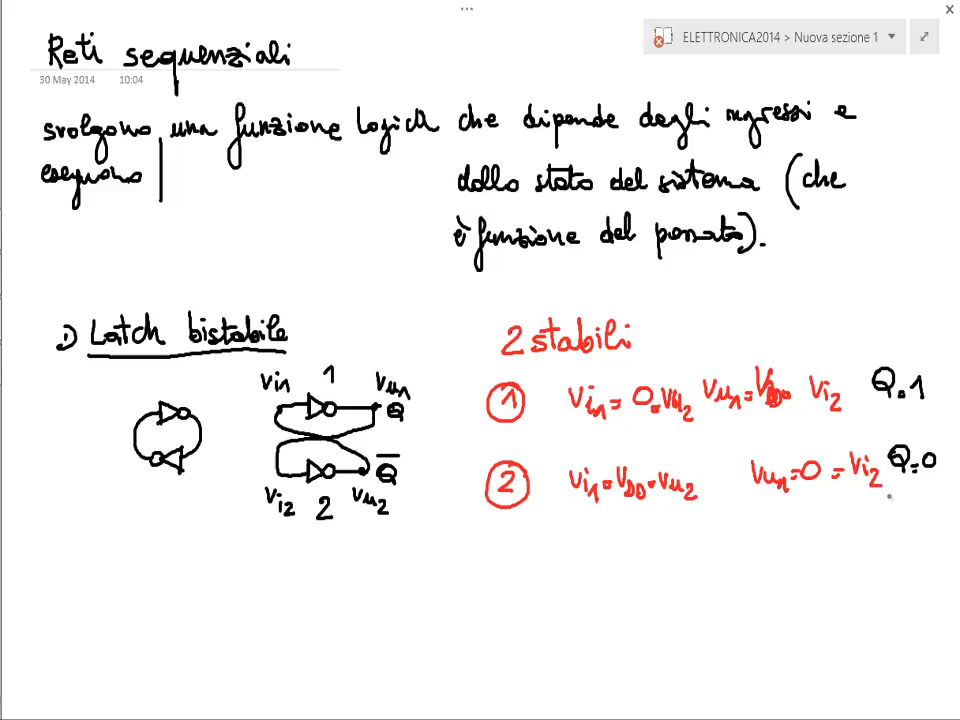 ELETTRONICA2014 > Nuova sezione 1
Reti sequenziali
30 May 2014 10:04
svolgono una funzione logica che dipende dagli ingressi e
eseguono dallo stato del sistema (che
è funzione del passato).
1) Latch bistabile
2 stabili
Vin 1 Vu1
Q
① Vi1 = 0 = Vu2 Vu1 = VDD = Vi2 Q=1
Q̅
② Vi1 = VDD = Vu2 Vu1 = 0 = Vi2 Q=0
Vi2 2 Vu2